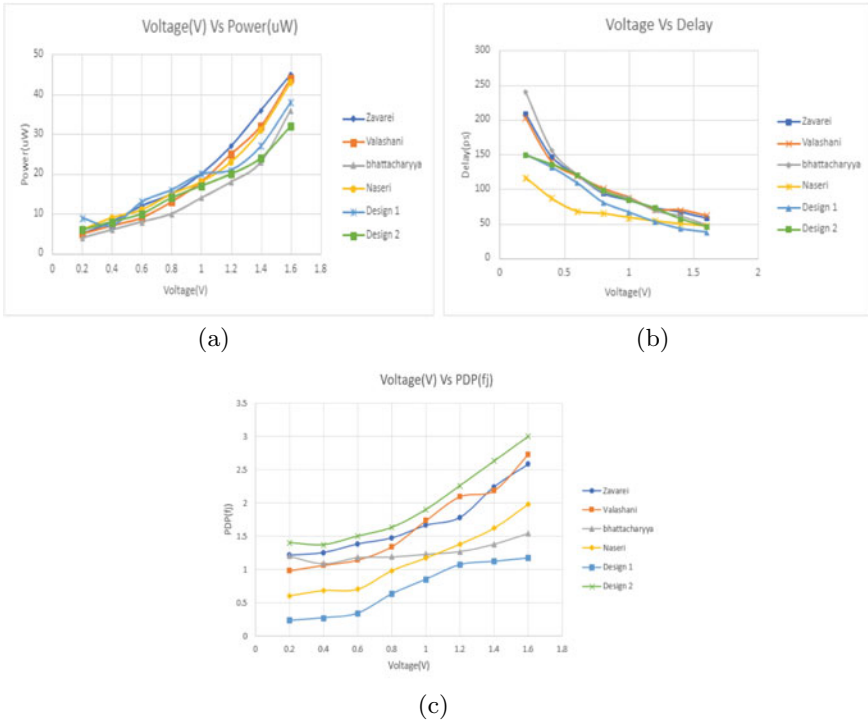 Voltage(V) Vs Power(uW)
50
40
30
20
10
0
Power(uW)
0 0.2 0.4 0.6 0.8 1 1.2 1.4 1.6 1.8
Voltage(V)
Zavarei
Valashani
bhattacharyya
Naseri
Design 1
Design 2
(a)
Voltage Vs Delay
300
250
200
150
100
50
0
Delay(ps)
0 0.5 1 1.5 2
Voltage(V)
Zavarei
Valashani
bhattacharyya
Naseri
Design 1
Design 2
(b)
Voltage(V) Vs PDP(fj)
3.5
3
2.5
2
1.5
1
0.5
0
PDP(fj)
0 0.2 0.4 0.6 0.8 1 1.2 1.4 1.6 1.8
Voltage(V)
Zavarei
Valashani
bhattacharyya
Naseri
Design 1
Design 2
(c)